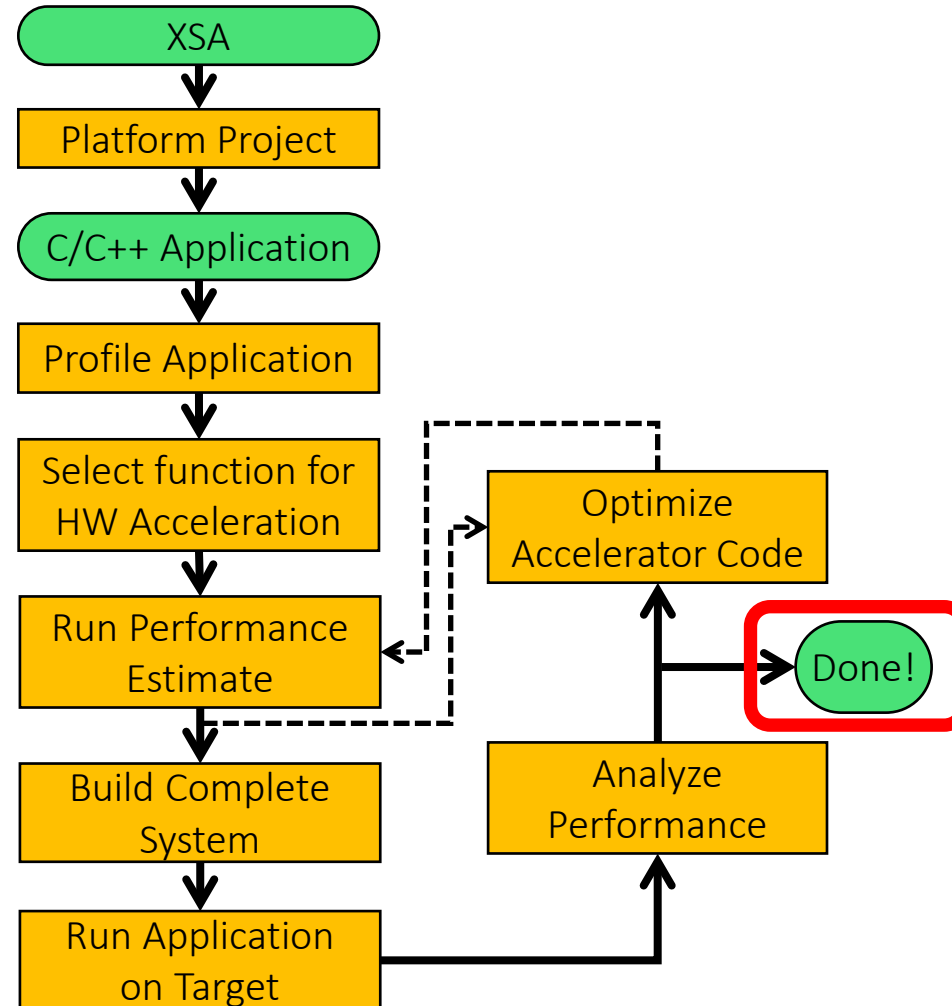 XSA
Platform Project
C/C++ Application
Profile Application
Select function for
HW Acceleration
Run Performance
Estimate
Build Complete
System
Run Application
on Target
Optimize
Accelerator Code
Done!
Analyze
Performance